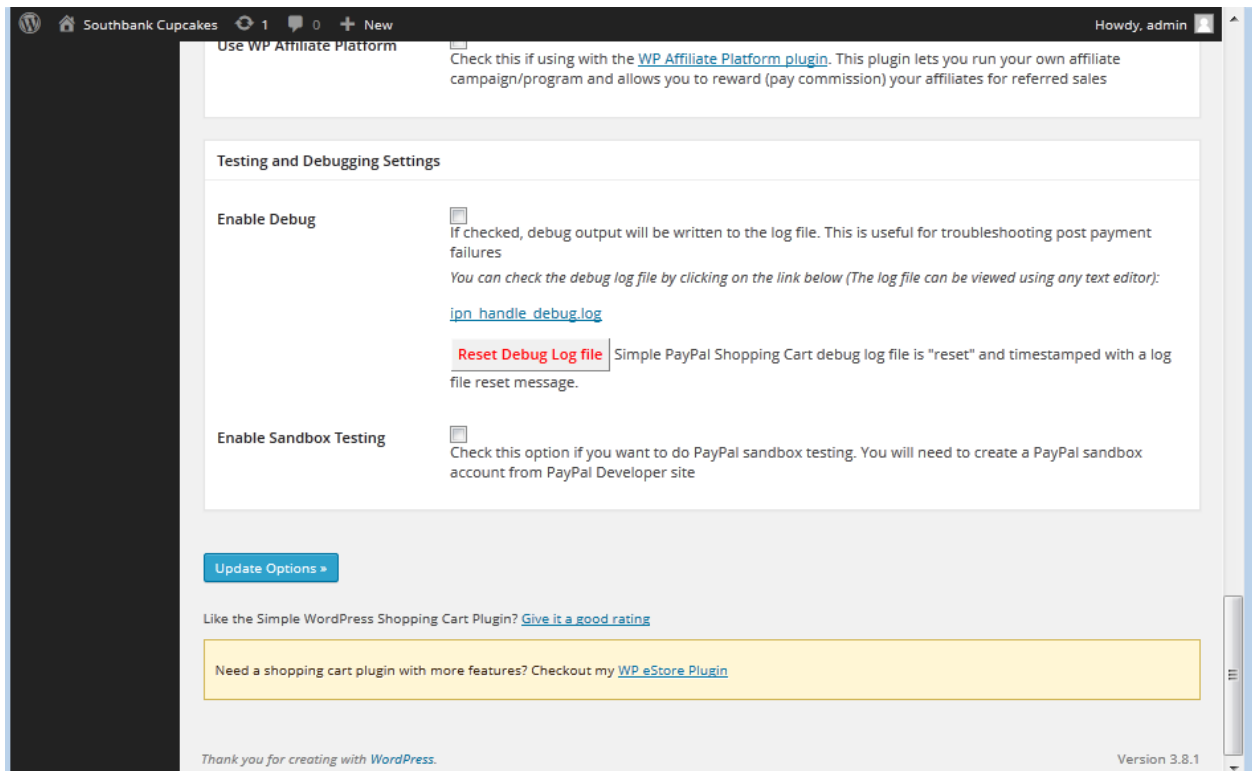 Southbank Cupcakes 1 0 + New Howdy, admin
Use WP Affiliate Platform
Check this if using with the WP Affiliate Platform plugin. This plugin lets you run your own affiliate
campaign/program and allows you to reward (pay commission) your affiliates for referred sales
Testing and Debugging Settings
Enable Debug
If checked, debug output will be written to the log file. This is useful for troubleshooting post payment
failures
You can check the debug log file by clicking on the link below (The log file can be viewed using any text editor):
ipn_handle_debug.log
Reset Debug Log file Simple PayPal Shopping Cart debug log file is "reset" and timestamped with a log
file reset message.
Enable Sandbox Testing
Check this option if you want to do PayPal sandbox testing. You will need to create a PayPal sandbox
account from PayPal Developer site
Update Options »
Like the Simple WordPress Shopping Cart Plugin? Give it a good rating
Need a shopping cart plugin with more features? Checkout my WP eStore Plugin
Thank you for creating with WordPress. Version 3.8.1